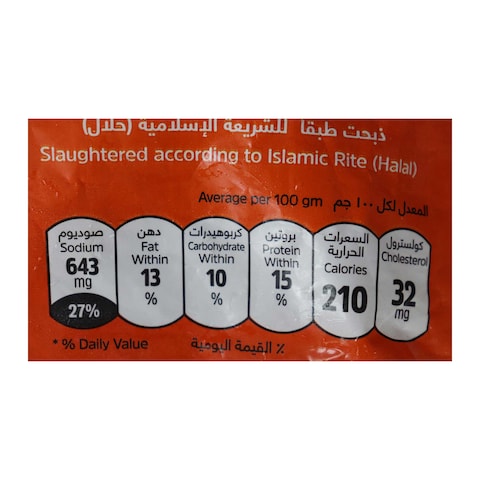 ذبحت طبقا للشريعة الإسلامية (حلال)
Slaughtered according to Islamic Rite (Halal)
Average per 100 gm المعدل لكل ١٠٠ جم
صوديوم
Sodium
643
mg
27%
دهن
Fat
Within
13
%
كربوهيدرات
Carbohydrate
Within
10
%
بروتين
Protein
Within
15
%
السعرات
الحرارية
Calories
210
كولسترول
Cholesterol
32
mg
* % Daily Value ٪ القيمة اليومية